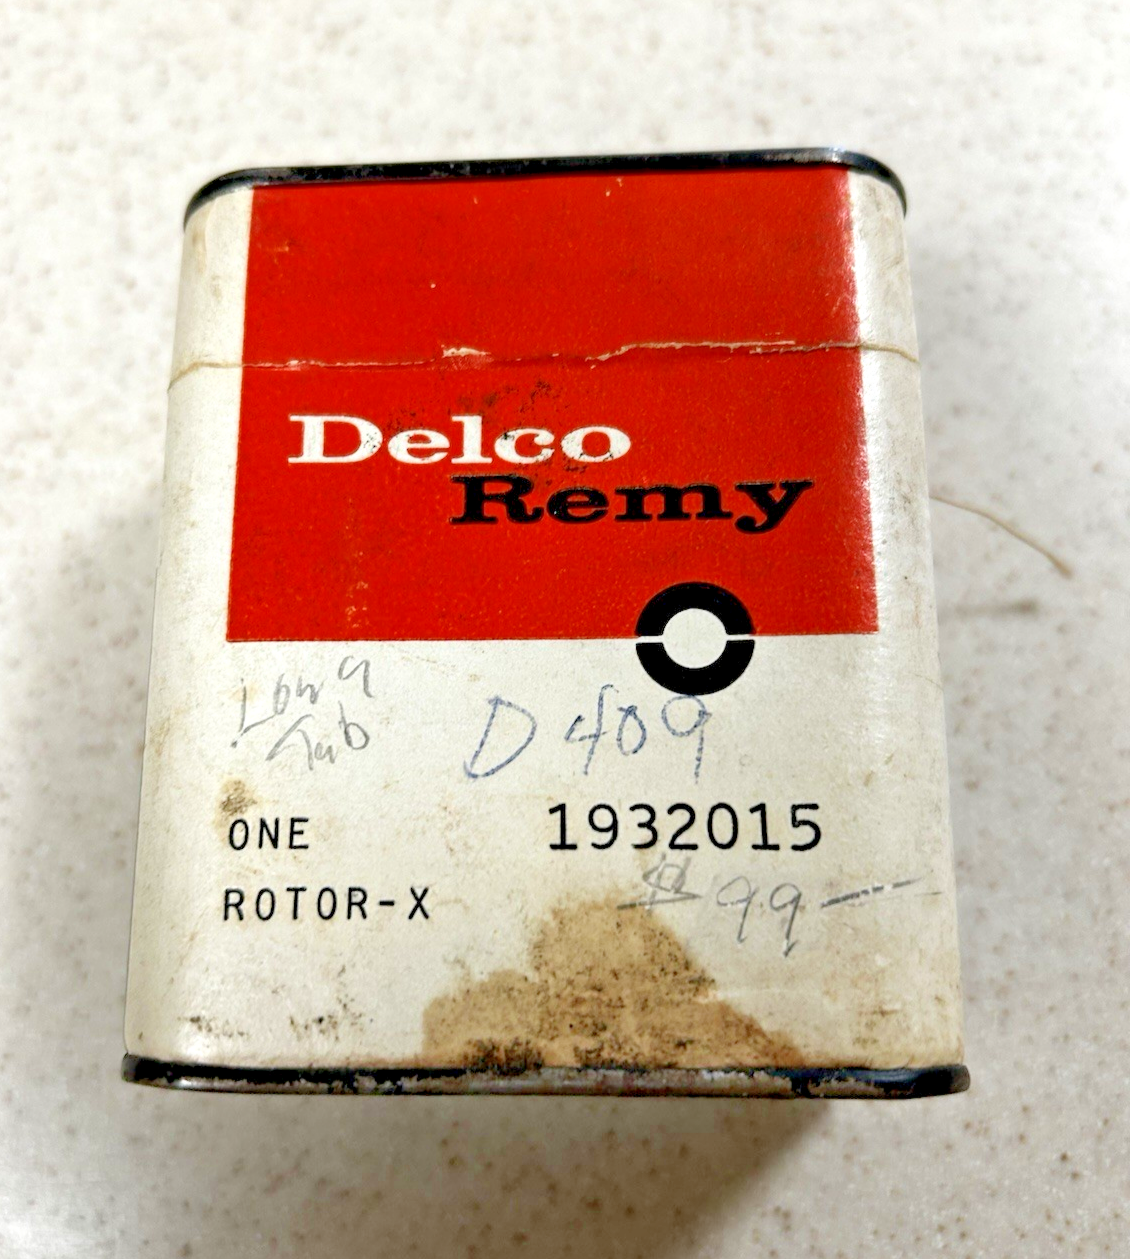 Delco
Remy
Long
Tab
D409
ONE 1932015
ROTOR-X
$99—